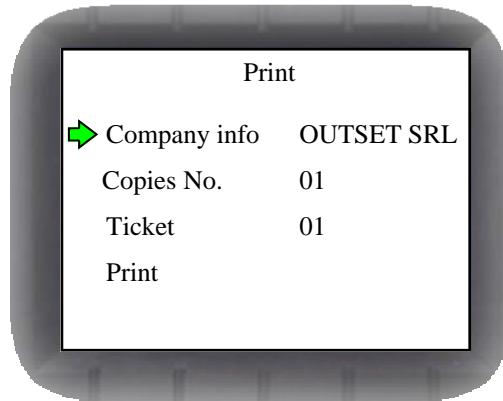 Print
Company info OUTSET SRL
Copies No. 01
Ticket 01
Print